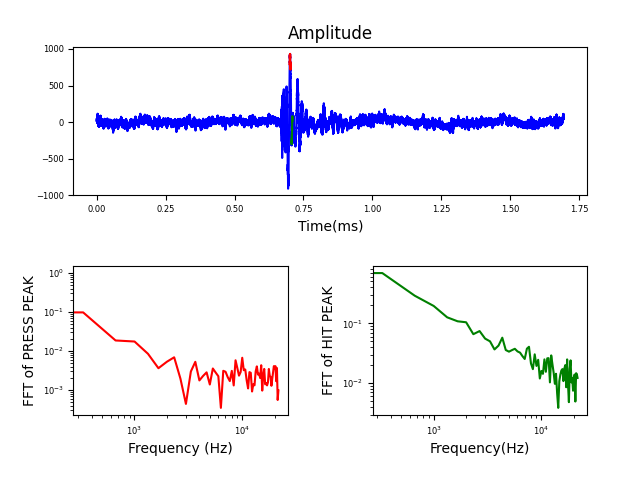 Amplitude
1000
500
0
−500
−1000
0.00 0.25 0.50 0.75 1.00 1.25 1.50 1.75
Time(ms)
FFT of PRESS PEAK
10⁰
10⁻¹
10⁻²
10⁻³
10³ 10⁴
Frequency (Hz)
FFT of HIT PEAK
10⁻¹
10⁻²
10³ 10⁴
Frequency(Hz)